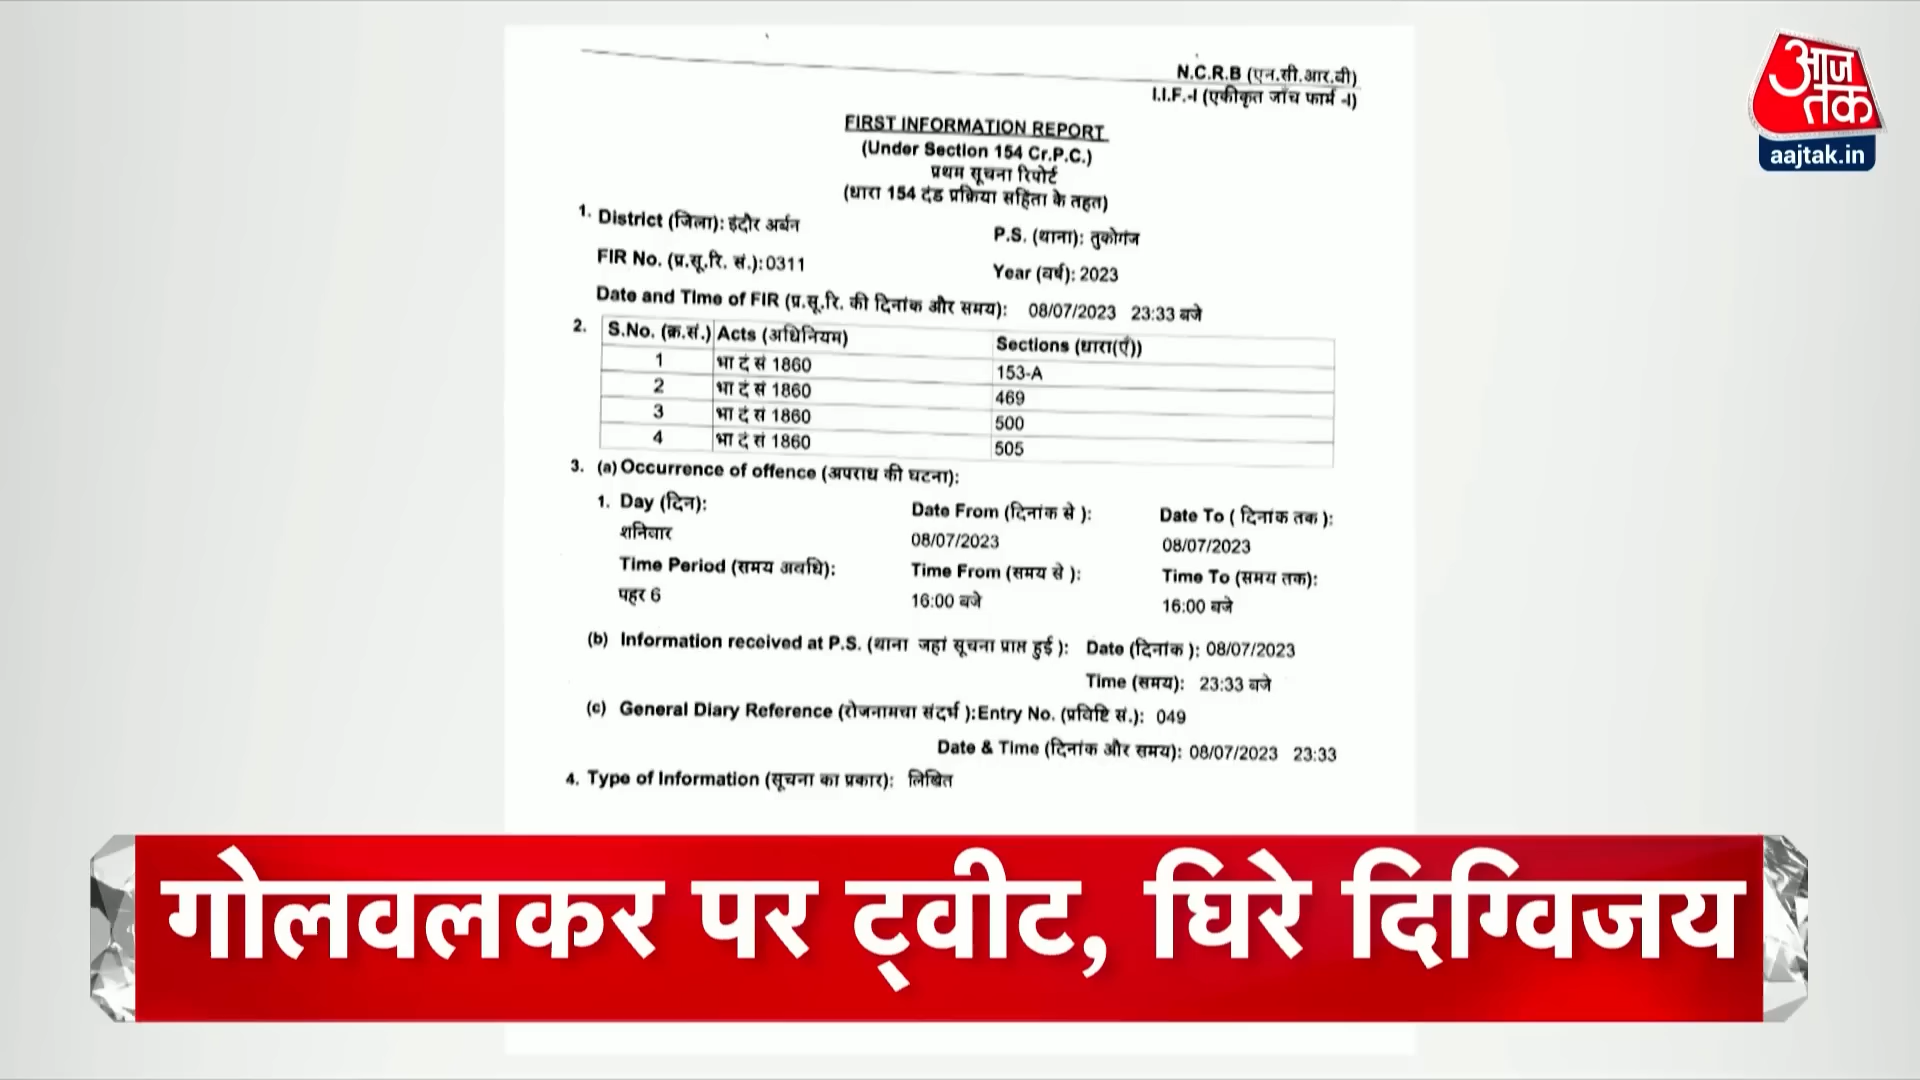 आज तक
aajtak.in
N.C.R.B (एन.सी.आर.बी)
I.I.F.-I (एकीकृत जाँच फार्म -I)
FIRST INFORMATION REPORT
(Under Section 154 Cr.P.C.)
प्रथम सूचना रिपोर्ट
(धारा 154 दंड प्रक्रिया सहिता के तहत)
1. District (जिला): इंदौर अर्बन P.S. (थाना): तुकोगंज
FIR No. (प्र.सू.रि. सं.): 0311 Year (वर्ष): 2023
Date and Time of FIR (प्र.सू.रि. की दिनांक और समय): 08/07/2023 23:33 बजे
2. S.No. (क्र.सं.) Acts (अधिनियम) Sections (धारा(एँ))
1 भा दं सं 1860 153-A
2 भा दं सं 1860 469
3 भा दं सं 1860 500
4 भा दं सं 1860 505
3. (a) Occurrence of offence (अपराध की घटना):
1. Day (दिन): Date From (दिनांक से ): Date To ( दिनांक तक ):
शनिवार 08/07/2023 08/07/2023
Time Period (समय अवधि): Time From (समय से ): Time To (समय तक):
पहर 6 16:00 बजे 16:00 बजे
(b) Information received at P.S. (थाना जहां सूचना प्राप्त हुई ): Date (दिनांक ): 08/07/2023
Time (समय): 23:33 बजे
(c) General Diary Reference (रोजनामचा संदर्भ ): Entry No. (प्रविष्टि सं.): 049
Date & Time (दिनांक और समय): 08/07/2023 23:33
4. Type of Information (सूचना का प्रकार): लिखित
गोलवलकर पर ट्वीट, घिरे दिग्विजय